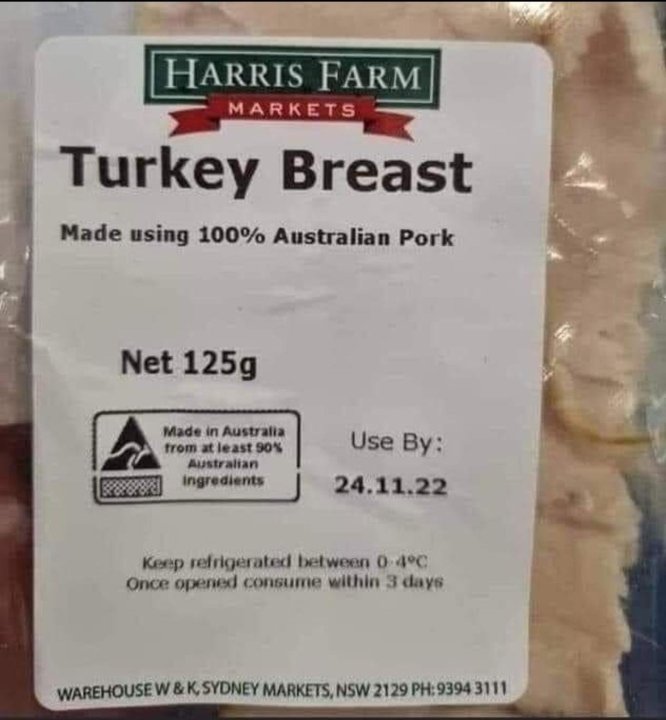 HARRIS FARM
MARKETS
Turkey Breast
Made using 100% Australian Pork
Net 125g
Made in Australia
from at least 90%
Australian
ingredients
Use By:
24.11.22
Keep refrigerated between 0-4°C
Once opened consume within 3 days
WAREHOUSE W & K, SYDNEY MARKETS, NSW 2129 PH: 9394 3111